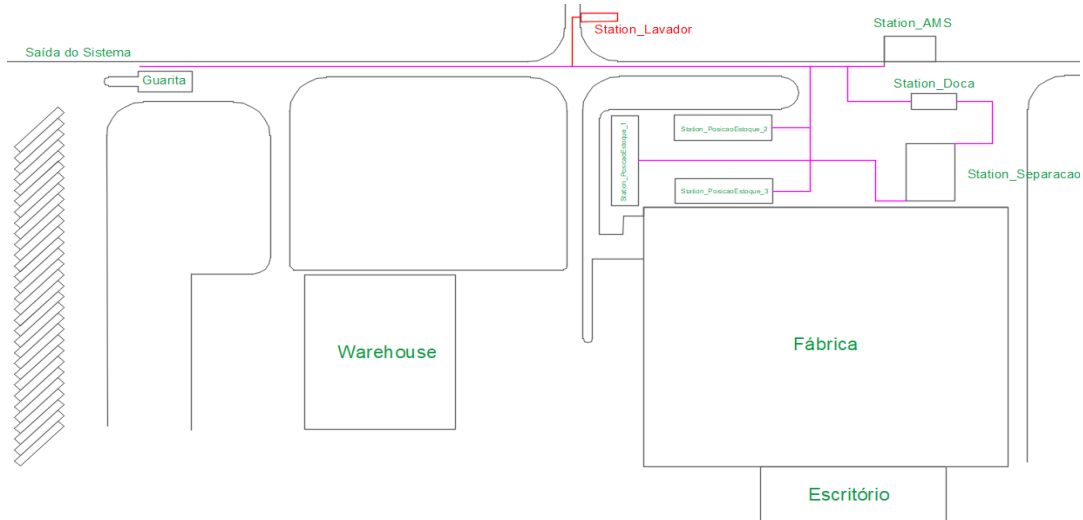 Station_AMS
Station_Lavador
Saída do Sistema
Guarita
Station_Doca
Station_PosicaoEstoque_1
Station_PosicaoEstoque_2
Station_Separacao
Station_PosicaoEstoque_3
Warehouse
Fábrica
Escritório